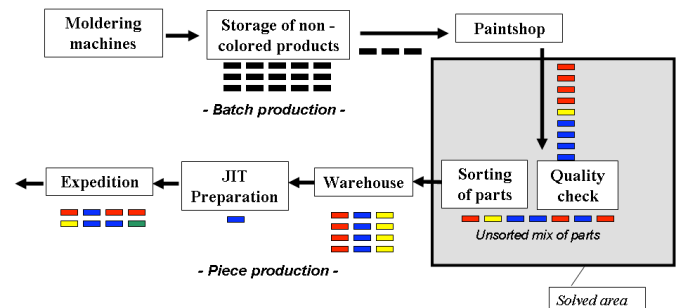 Moldering
machines
Storage of non -
colored products
Paintshop
- Batch production -
Expedition
JIT
Preparation
Warehouse
Sorting
of parts
Quality
check
Unsorted mix of parts
- Piece production -
Solved area